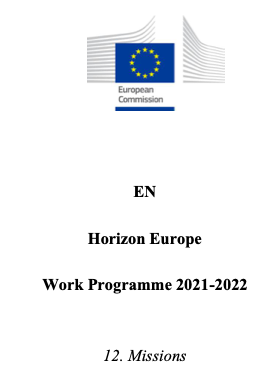 European
Commission
EN
Horizon Europe
Work Programme 2021-2022
12. Missions